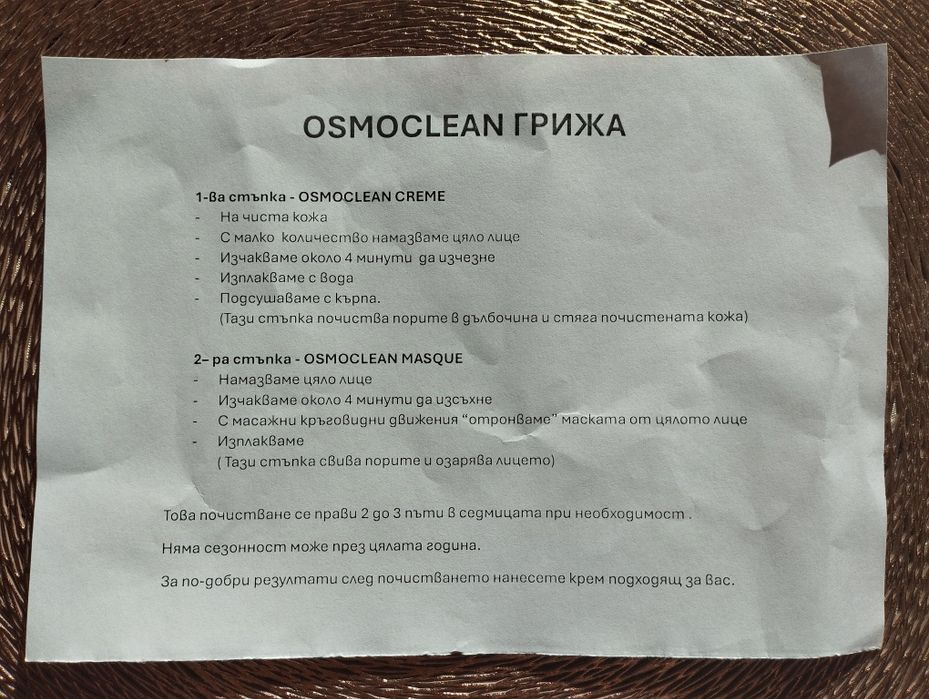 OSMOCLEAN ГРИЖА
1-ва стъпка - OSMOCLEAN CREME
- На чиста кожа
- С малко количество намазваме цяло лице
- Изчакваме около 4 минути да изчезне
- Изплакваме с вода
- Подсушаваме с кърпа.
(Тази стъпка почиства порите в дълбочина и стяга почистената кожа)
2– ра стъпка - OSMOCLEAN MASQUE
- Намазваме цяло лице
- Изчакваме около 4 минути да изсъхне
- С масажни кръговидни движения “отронваме” маската от цялото лице
- Изплакваме
( Тази стъпка свива порите и озарява лицето)
Това почистване се прави 2 до 3 пъти в седмицата при необходимост .
Няма сезонност може през цялата година.
За по-добри резултати след почистването нанесете крем подходящ за вас.